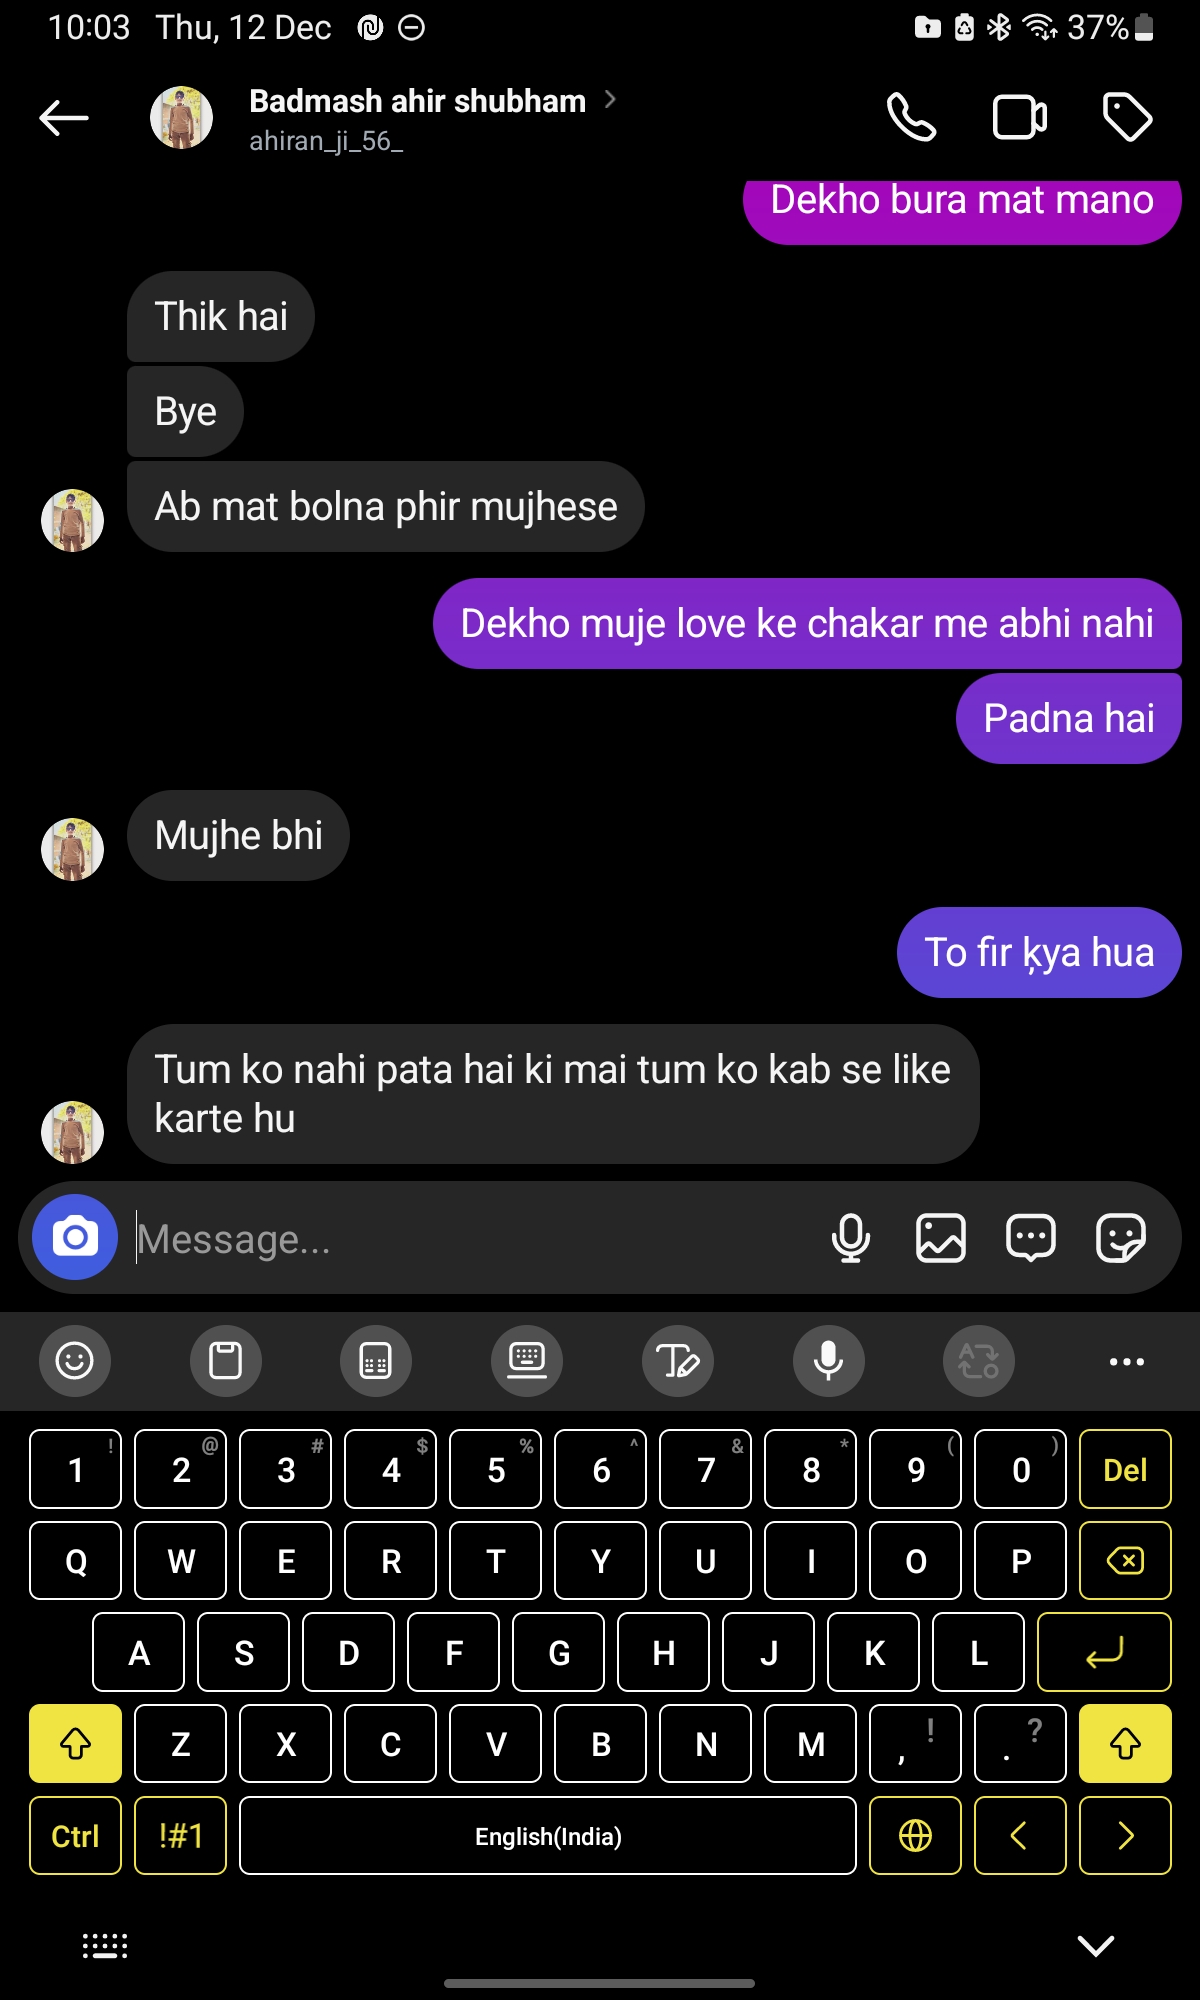 10:03 Thu, 12 Dec 37%
Badmash ahir shubham
ahiran_ji_56_
Dekho bura mat mano
Thik hai
Bye
Ab mat bolna phir mujhese
Dekho muje love ke chakar me abhi nahi
Padna hai
Mujhe bhi
To fir ķya hua
Tum ko nahi pata hai ki mai tum ko kab se like
karte hu
Message...
! @ # $ % ^ & * ( )
1 2 3 4 5 6 7 8 9 0 Del
Q W E R T Y U I O P
A S D F G H J K L
Z X C V B N M , ! . ?
Ctrl !#1 English(India) < >